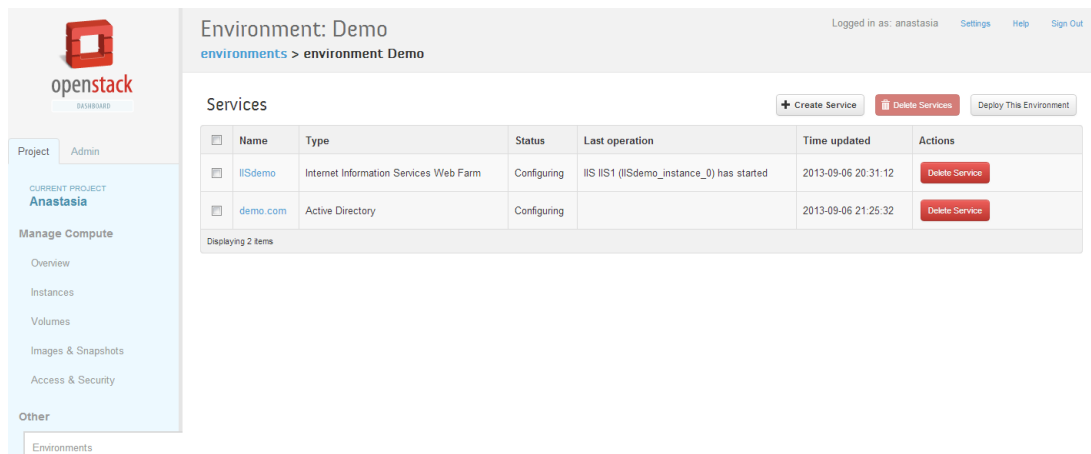 openstack
DASHBOARD
Project Admin
CURRENT PROJECT
Anastasia
Manage Compute
Overview
Instances
Volumes
Images & Snapshots
Access & Security
Other
Environments
Environment: Demo
Logged in as: anastasia Settings Help Sign Out
environments > environment Demo
Services
Create Service Delete Services Deploy This Environment
Name Type Status Last operation Time updated Actions
IISdemo Internet Information Services Web Farm Configuring IIS IIS1 (IISdemo_instance_0) has started 2013-09-06 20:31:12 Delete Service
demo.com Active Directory Configuring 2013-09-06 21:25:32 Delete Service
Displaying 2 items